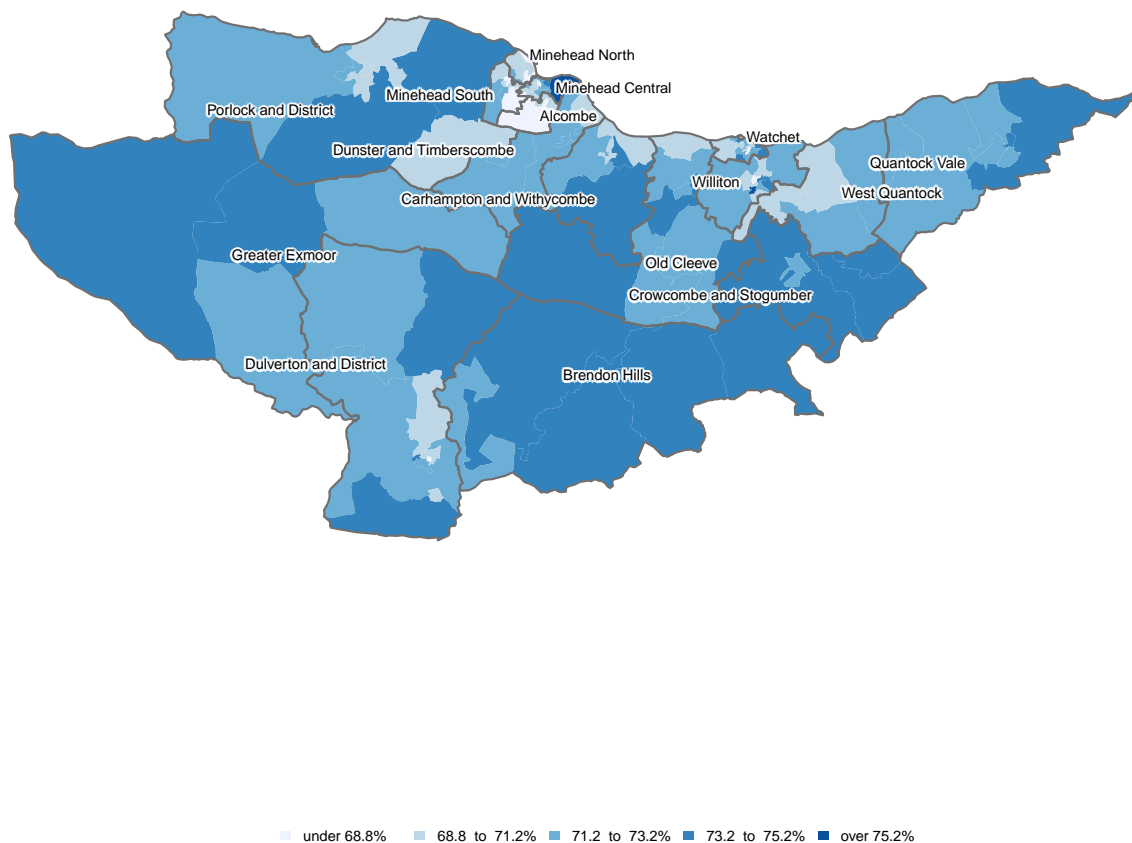 Minehead North
Minehead Central
Minehead South
Porlock and District
Alcombe
Watchet
Dunster and Timberscombe
Quantock Vale
Williton
West Quantock
Carhampton and Withycombe
Greater Exmoor
Old Cleeve
Crowcombe and Stogumber
Dulverton and District
Brendon Hills
under 68.8% 68.8 to 71.2% 71.2 to 73.2% 73.2 to 75.2% over 75.2%